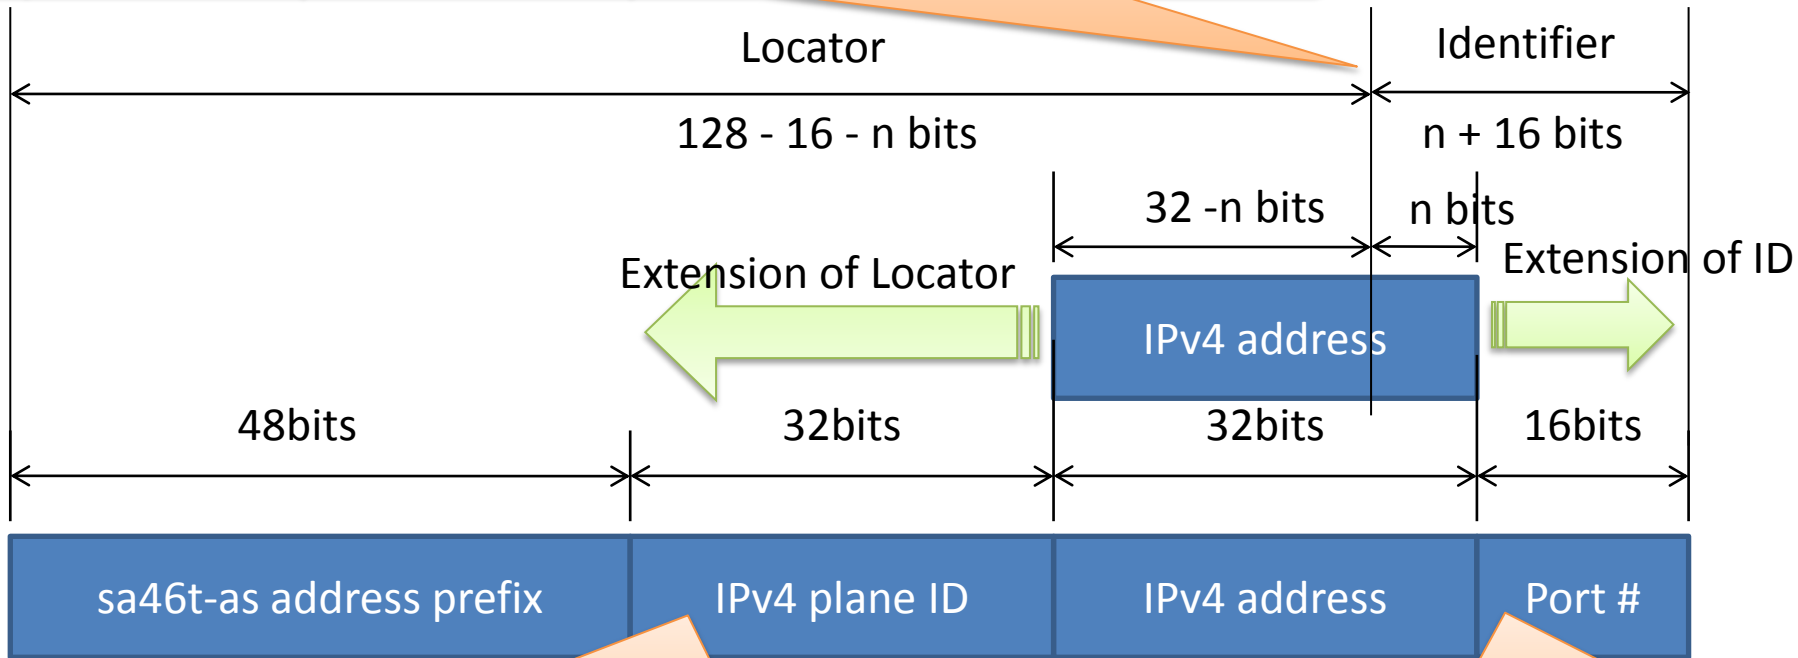 Locator
Identifier
128 - 16 - n bits
n + 16 bits
32 -n bits
n bits
Extension of Locator
Extension of ID
IPv4 address
48bits
32bits
32bits
16bits
sa46t-as address prefix
IPv4 plane ID
IPv4 address
Port #